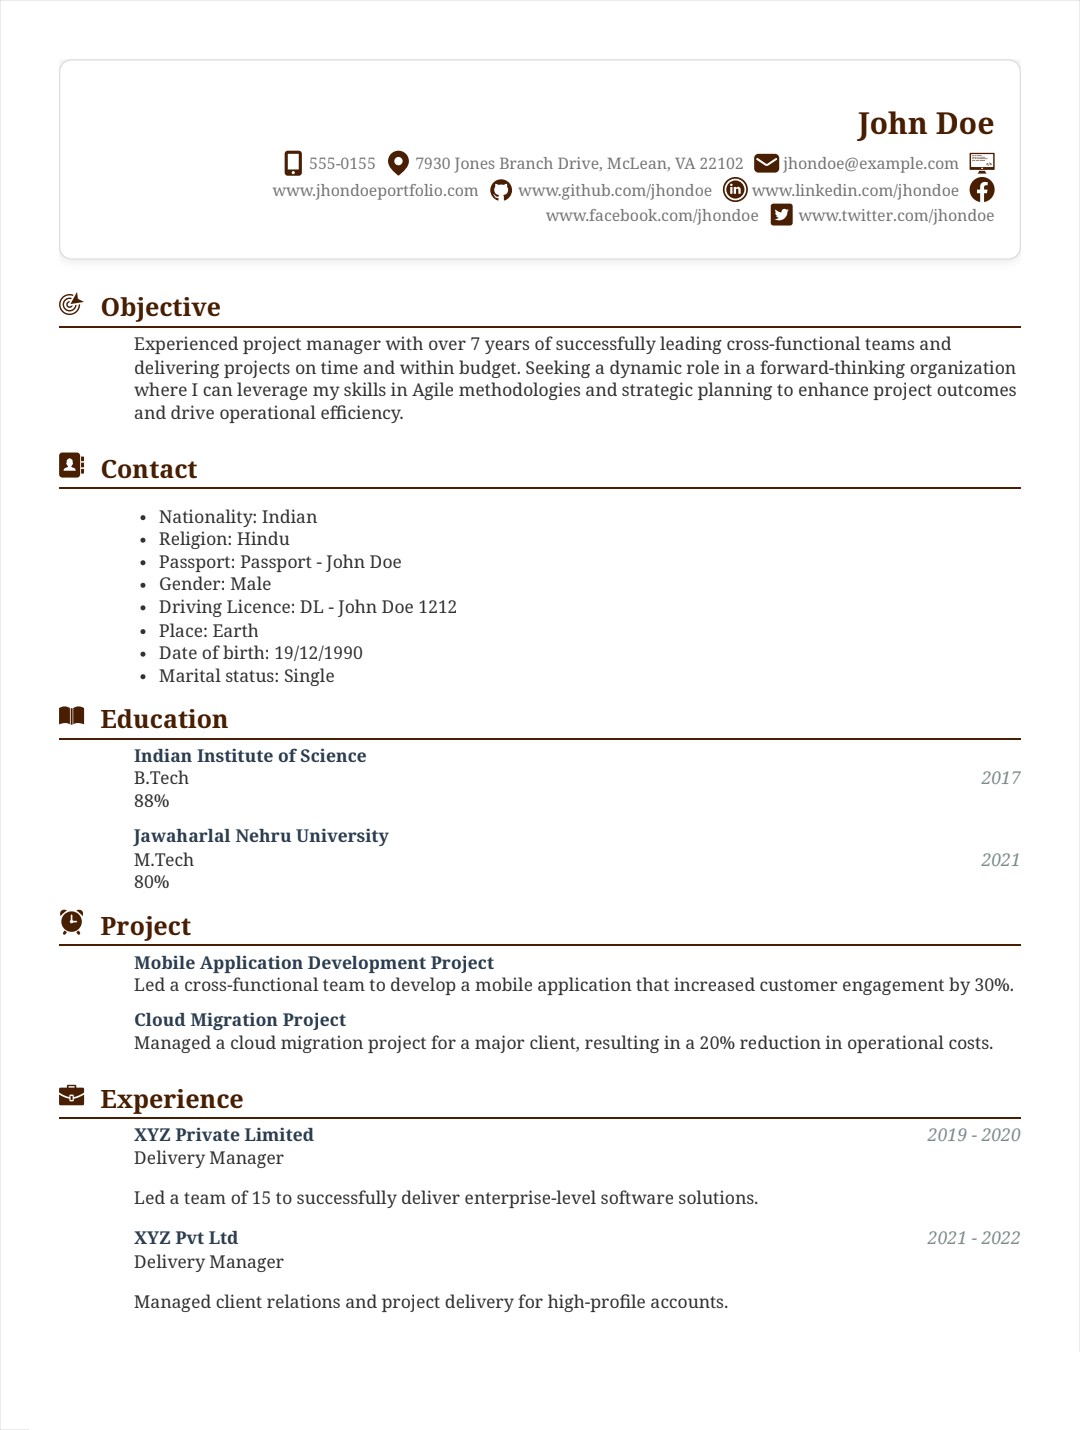 John Doe
555-0155 7930 Jones Branch Drive, McLean, VA 22102 jhondoe@example.com
www.jhondoeportfolio.com www.github.com/jhondoe www.linkedin.com/jhondoe
www.facebook.com/jhondoe www.twitter.com/jhondoe
Objective
Experienced project manager with over 7 years of successfully leading cross-functional teams and
delivering projects on time and within budget. Seeking a dynamic role in a forward-thinking organization
where I can leverage my skills in Agile methodologies and strategic planning to enhance project outcomes
and drive operational efficiency.
Contact
• Nationality: Indian
• Religion: Hindu
• Passport: Passport - John Doe
• Gender: Male
• Driving Licence: DL - John Doe 1212
• Place: Earth
• Date of birth: 19/12/1990
• Marital status: Single
Education
Indian Institute of Science
B.Tech 2017
88%
Jawaharlal Nehru University
M.Tech 2021
80%
Project
Mobile Application Development Project
Led a cross-functional team to develop a mobile application that increased customer engagement by 30%.
Cloud Migration Project
Managed a cloud migration project for a major client, resulting in a 20% reduction in operational costs.
Experience
XYZ Private Limited 2019 - 2020
Delivery Manager
Led a team of 15 to successfully deliver enterprise-level software solutions.
XYZ Pvt Ltd 2021 - 2022
Delivery Manager
Managed client relations and project delivery for high-profile accounts.